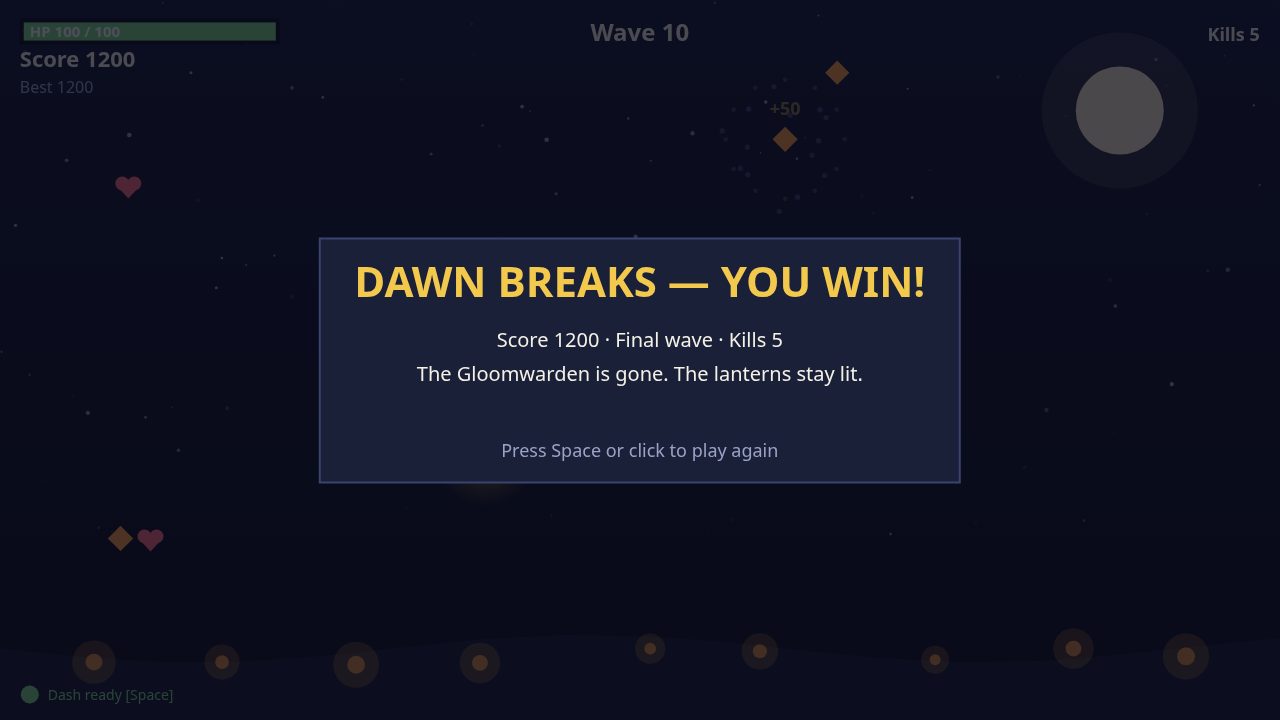 HP 100 / 100
Wave 10
Kills 5
Score 1200
Best 1200
+50
DAWN BREAKS — YOU WIN!
Score 1200 · Final wave · Kills 5
The Gloomwarden is gone. The lanterns stay lit.
Press Space or click to play again
Dash ready [Space]